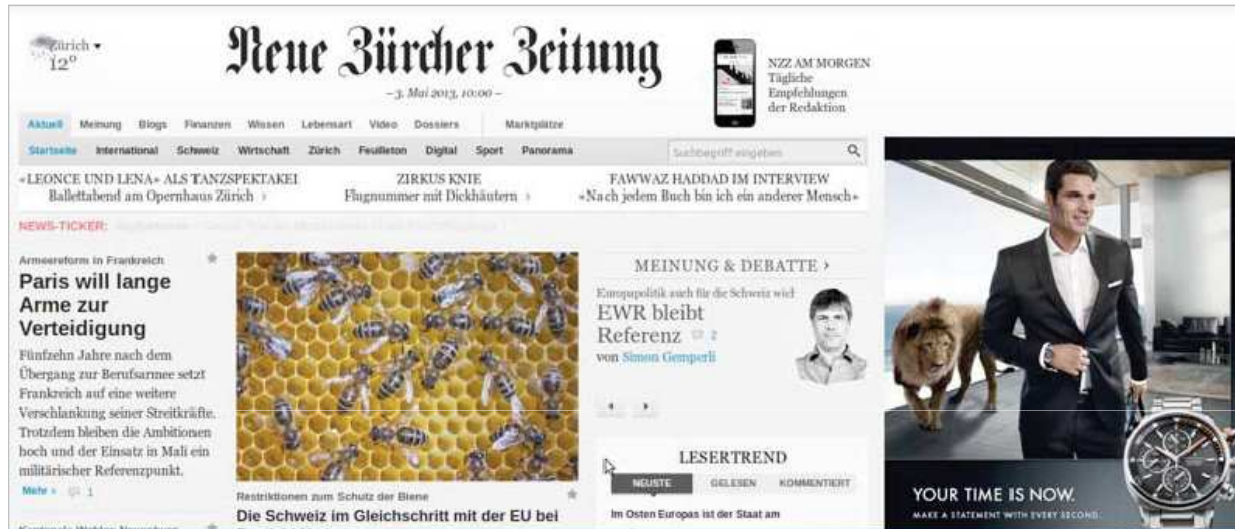 Zürich
12°
Neue Zürcher Zeitung
– 3. Mai 2013, 10:00 –
NZZ AM MORGEN
Tägliche
Empfehlungen
der Redaktion
Aktuell Meinung Blogs Finanzen Wissen Lebensart Video Dossiers Marktplätze
Startseite International Schweiz Wirtschaft Zürich Feuilleton Digital Sport Panorama
Suchbegriff eingeben
«LEONCE UND LENA» ALS TANZSPEKTAKEL
Ballettabend am Opernhaus Zürich ›
ZIRKUS KNIE
Flugnummer mit Dickhäutern ›
FAWWAZ HADDAD IM INTERVIEW
«Nach jedem Buch bin ich ein anderer Mensch»
NEWS-TICKER:
Armeereform in Frankreich
Paris will lange
Arme zur
Verteidigung
Fünfzehn Jahre nach dem
Übergang zur Berufsarmee setzt
Frankreich auf eine weitere
Verschlankung seiner Streitkräfte.
Trotzdem bleiben die Ambitionen
hoch und der Einsatz in Mali ein
militärischer Referenzpunkt.
Mehr » 1
Restriktionen zum Schutz der Biene
Die Schweiz im Gleichschritt mit der EU bei
MEINUNG & DEBATTE ›
Europapolitik auch für die Schweiz wicl
EWR bleibt
Referenz 2
von Simon Gemperli
LESERTREND
NEUSTE GELESEN KOMMENTIERT
Im Osten Europas ist der Staat am
YOUR TIME IS NOW.
MAKE A STATEMENT WITH EVERY SECOND.